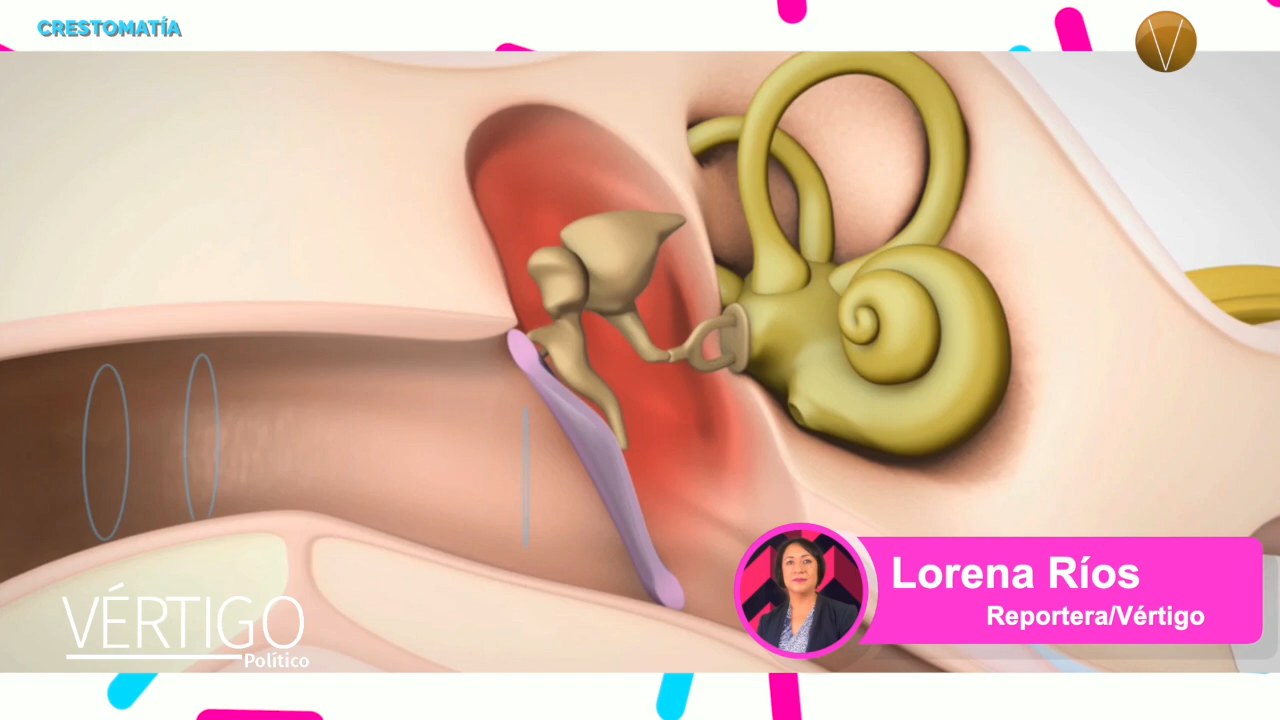 CRESTOMATÍA
V
Lorena Ríos
Reportera/Vértigo
VÉRTIGO
Político